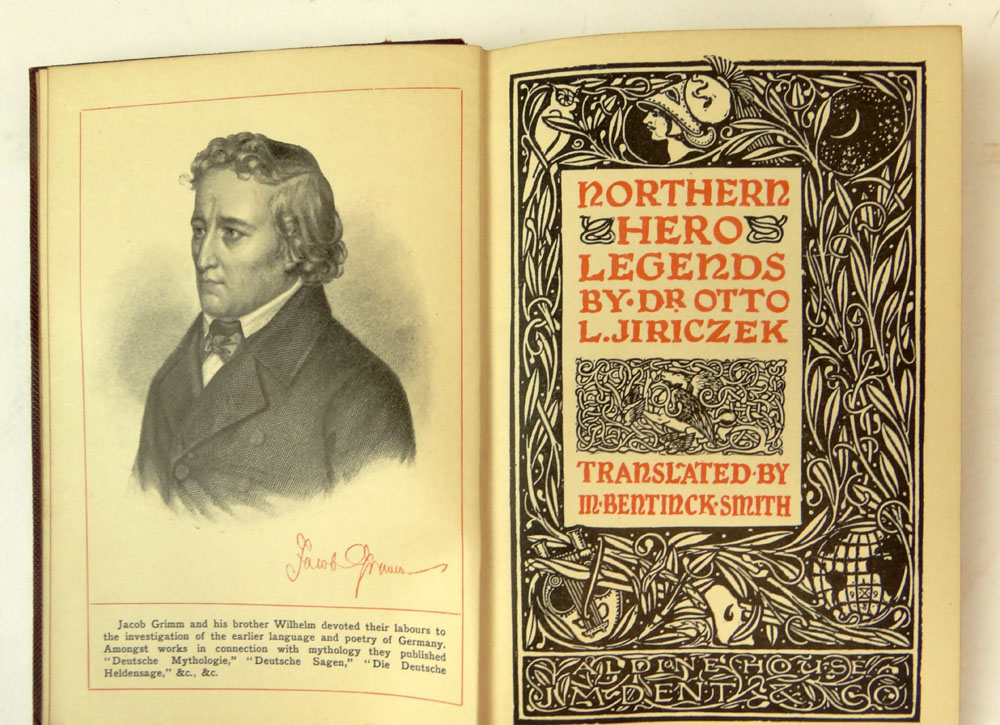 Jacob Grimm
Jacob Grimm and his brother Wilhelm devoted their labours to
the investigation of the earlier language and poetry of Germany.
Amongst works in connection with mythology they published
"Deutsche Mythologie," "Deutsche Sagen," "Die Deutsche
Heldensage," &c., &c.
NORTHERN
HERO
LEGENDS
BY·DR OTTO
L.JIRICZEK
TRANSLATED·BY
M·BENTINCK·SMITH
ALDINE HOUSE
J·M·DENT & CO